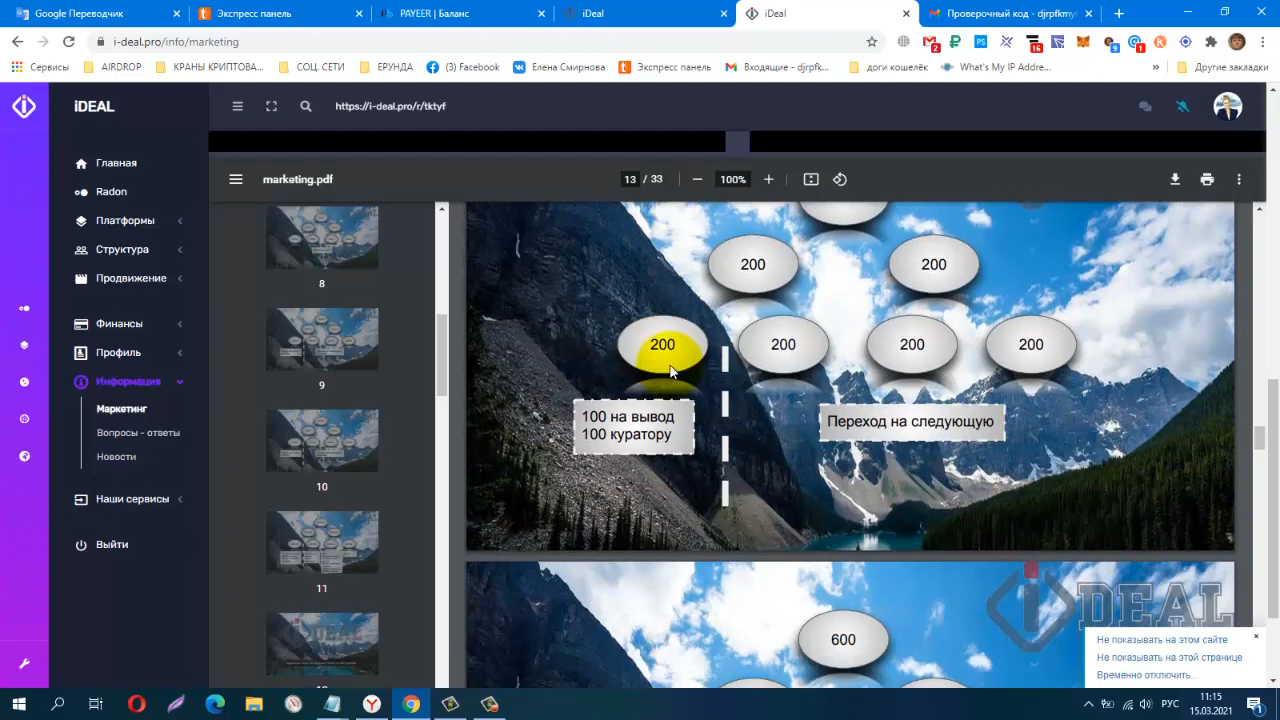 Google Переводчик
Экспресс панель
PAYEER | Баланс
iDeal
iDeal
Проверочный код - djrpfkmy
i-deal.pro/info/marketing
2
16
9
1
Сервисы
AIRDROP
КРАНЫ КРИПТОВА...
СОЦ. СЕТИ
ЕРУНДА
(3) Facebook
Елена Смирнова
Экспресс панель
Входящие - djrpfk...
доги кошелёк
What's My IP Addre...
»
Другие закладки
iDEAL
https://i-deal.pro/r/tktyf
Главная
Radon
Платформы
Структура
Продвижение
Финансы
Профиль
Информация
Маркетинг
Вопросы - ответы
Новости
Наши сервисы
Выйти
marketing.pdf
13 / 33
100%
8
9
10
11
200
200
200
200
200
200
100 на вывод
100 куратору
Переход на следующую
iDEAL
600
Не показывать на этом сайте
Не показывать на этой странице
Временно отключить...
РУС
11:15
15.03.2021
1